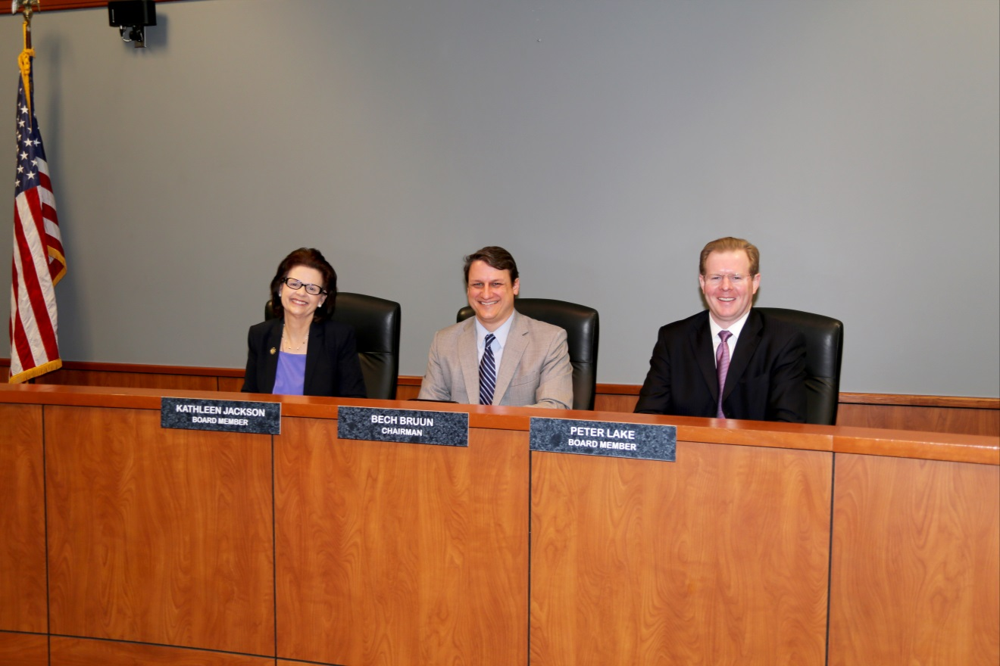 KATHLEEN JACKSON
BOARD MEMBER
BECH BRUUN
CHAIRMAN
PETER LAKE
BOARD MEMBER